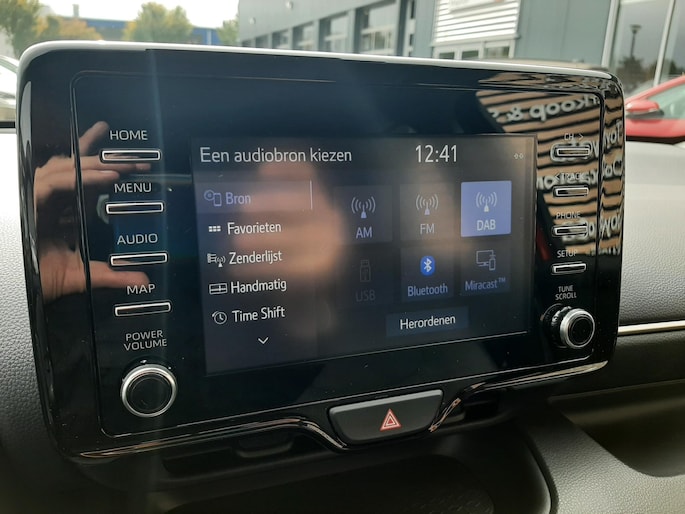 HOME
MENU
AUDIO
MAP
POWER
VOLUME
Een audiobron kiezen
12:41
Bron
Favorieten
Zenderlijst
Handmatig
Time Shift
AM
FM
DAB
USB
Bluetooth
Miracast™
Herordenen
CH >
PHONE
SETUP
TUNE
SCROLL